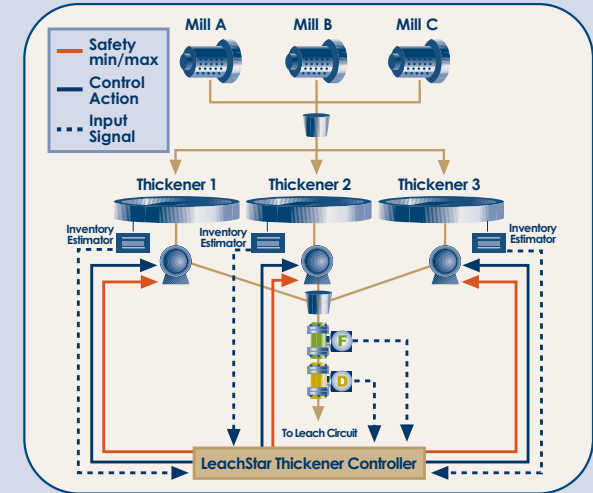 Mill A
Mill B
Mill C
Safety
min/max
Control
Action
Input
Signal
Thickener 1
Thickener 2
Thickener 3
Inventory
Estimator
Inventory
Estimator
Inventory
Estimator
F
D
To Leach Circuit
LeachStar Thickener Controller